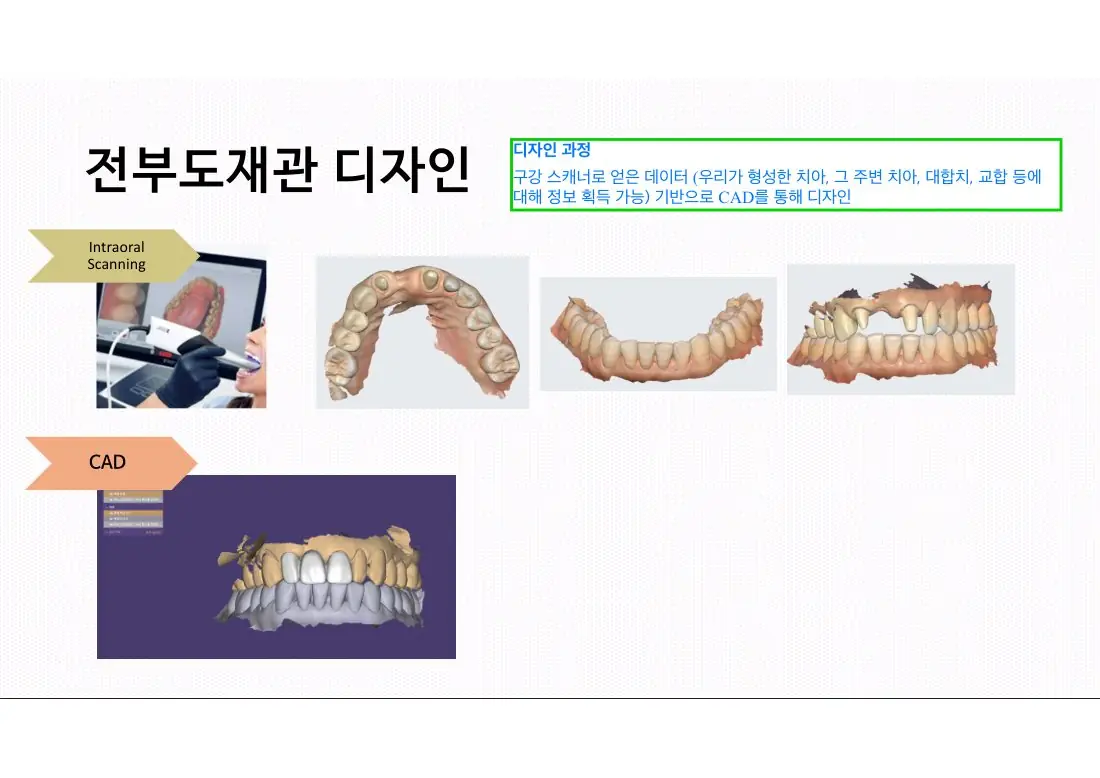 전부도재관 디자인
디자인 과정
구강 스캐너로 얻은 데이터 (우리가 형성한 치아, 그 주변 치아, 대합치, 교합 등에
대해 정보 획득 가능) 기반으로 CAD를 통해 디자인
Intraoral
Scanning
CAD